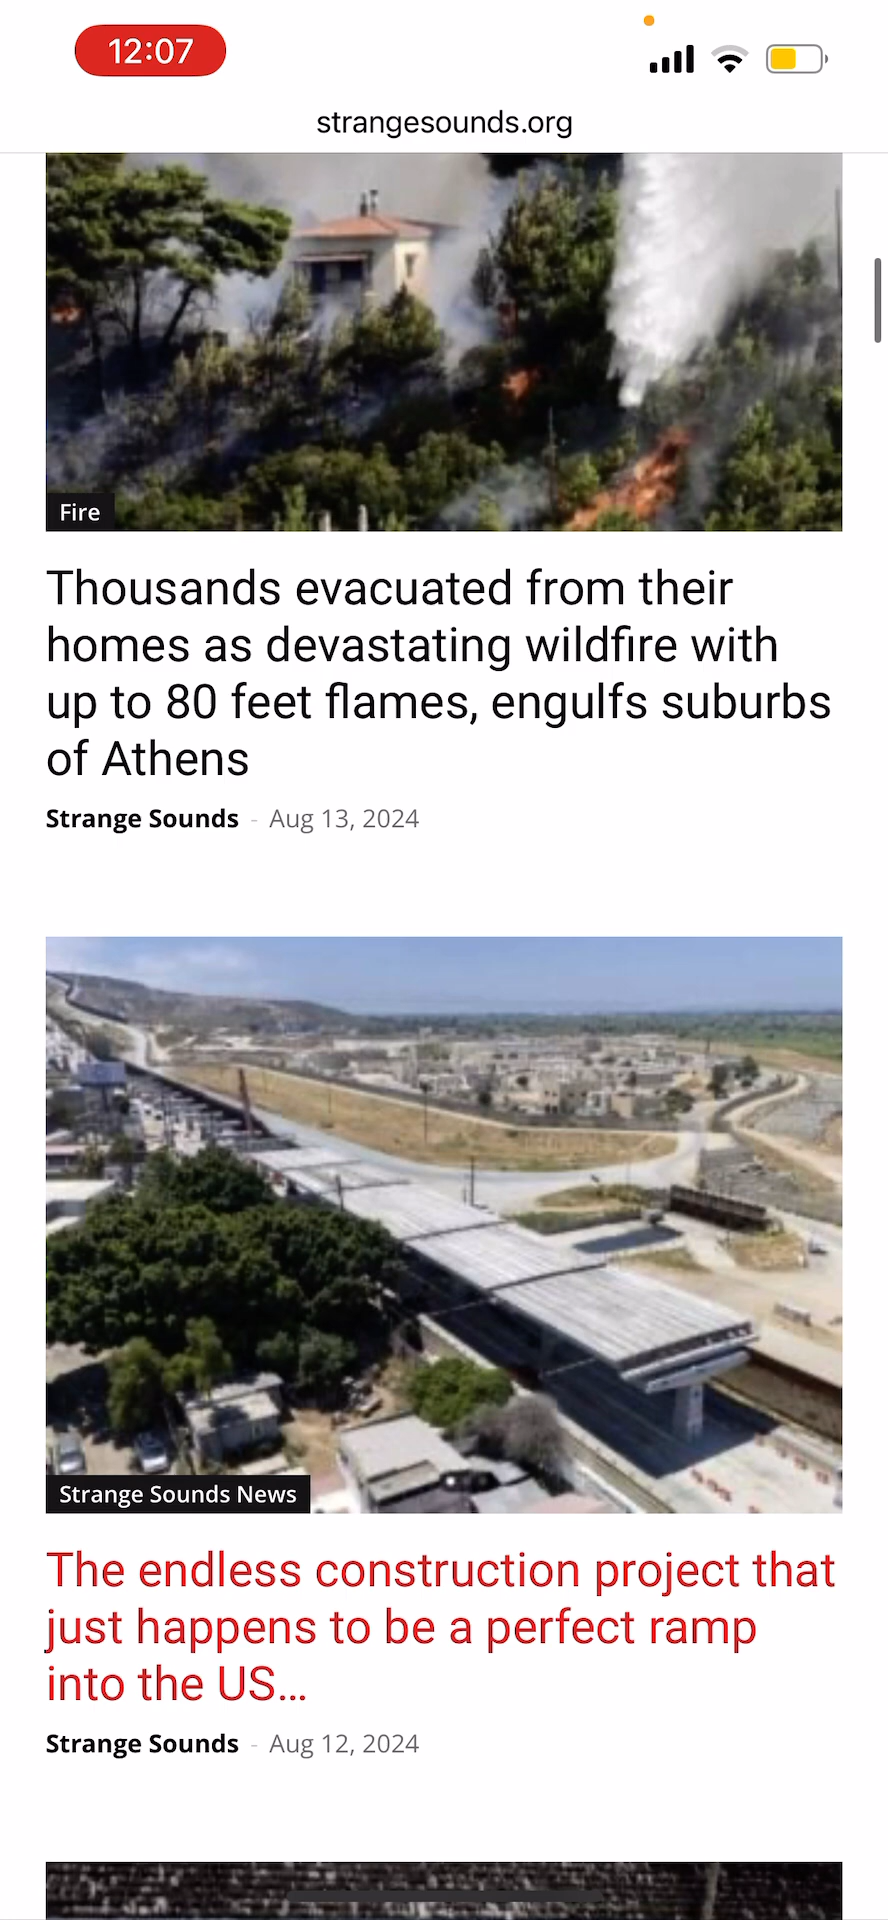 12:07
strangesounds.org
Fire
Thousands evacuated from their
homes as devastating wildfire with
up to 80 feet flames, engulfs suburbs
of Athens
Strange Sounds - Aug 13, 2024
Strange Sounds News
The endless construction project that
just happens to be a perfect ramp
into the US...
Strange Sounds - Aug 12, 2024